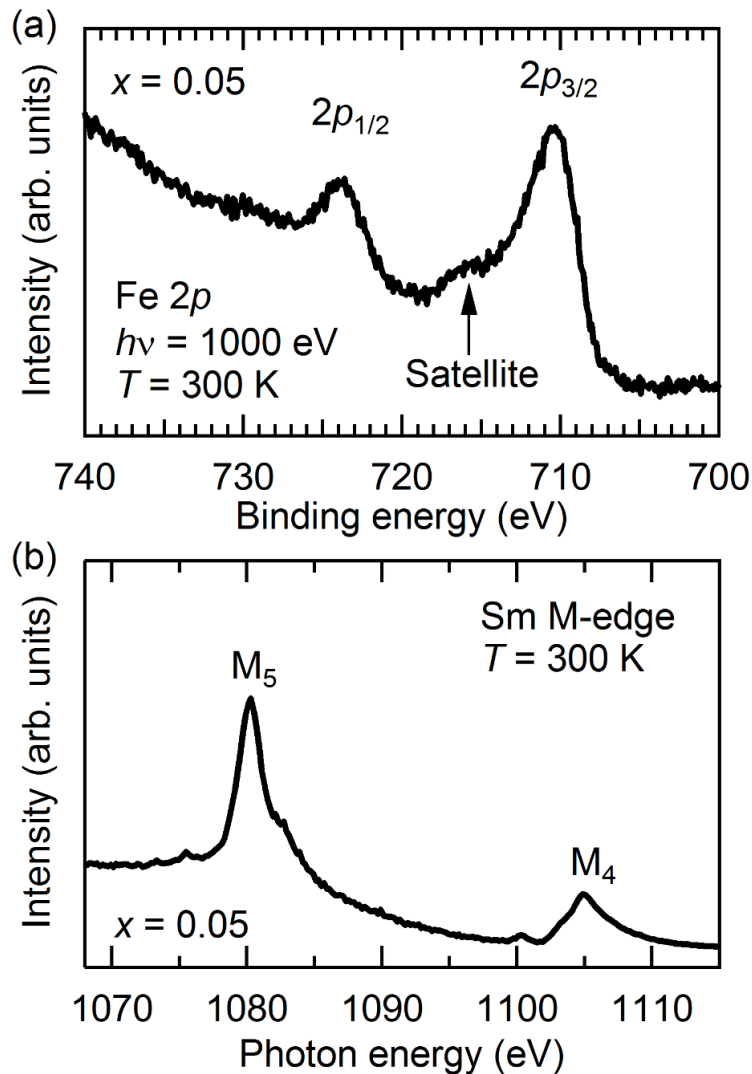 (a)
x = 0.05
2p1/2
2p3/2
Intensity (arb. units)
Fe 2p
hν = 1000 eV
T = 300 K
Satellite
740 730 720 710 700
Binding energy (eV)
(b)
Sm M-edge
T = 300 K
M5
M4
Intensity (arb. units)
x = 0.05
1070 1080 1090 1100 1110
Photon energy (eV)